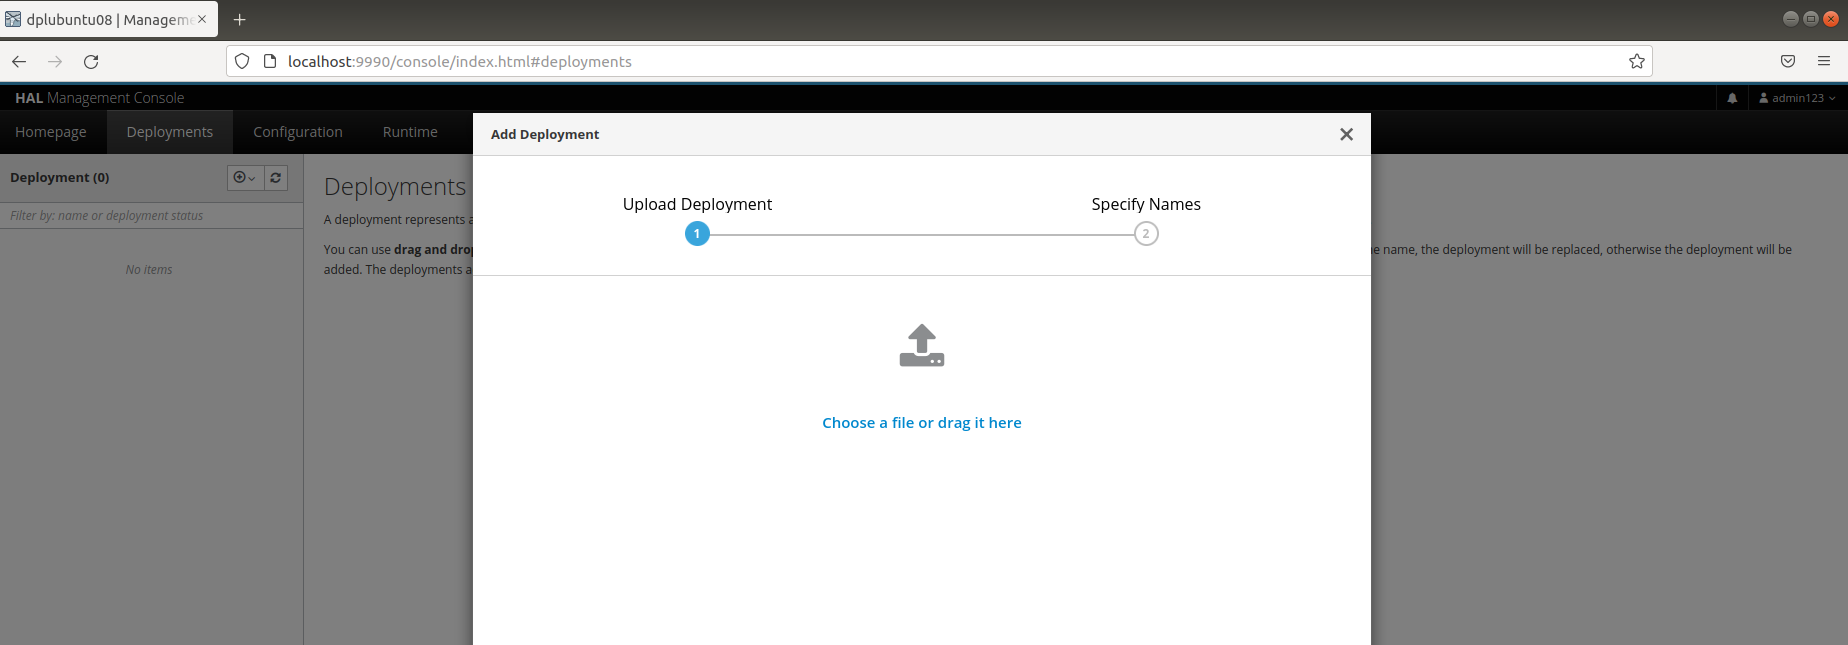 dplubuntu08 | Managem
localhost:9990/console/index.html#deployments
HAL Management Console
admin123
Homepage Deployments Configuration Runtime
Add Deployment
Deployment (0)
Filter by: name or deployment status
No items
Deployments
A deployment represents
You can use drag and
name, the deployment will be replaced, otherwise the deployment will be
added. The deployments
Upload Deployment
Specify Names
1
2
Choose a file or drag it here